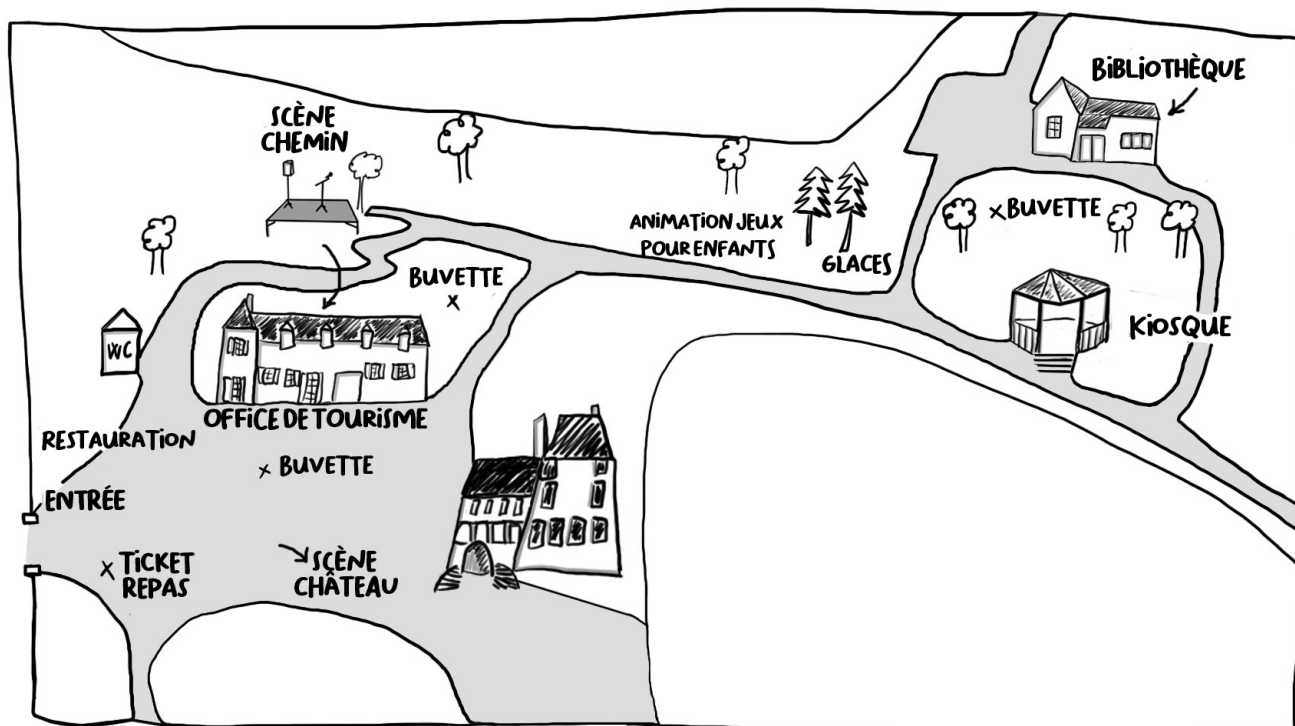 BIBLIOTHÈQUE
SCÈNE
CHEMIN
BUVETTE
ANIMATION JEUX
POUR ENFANTS
GLACES
BUVETTE
KIOSQUE
WC
OFFICE DE TOURISME
RESTAURATION
BUVETTE
ENTRÉE
TICKET
REPAS
SCÈNE
CHÂTEAU